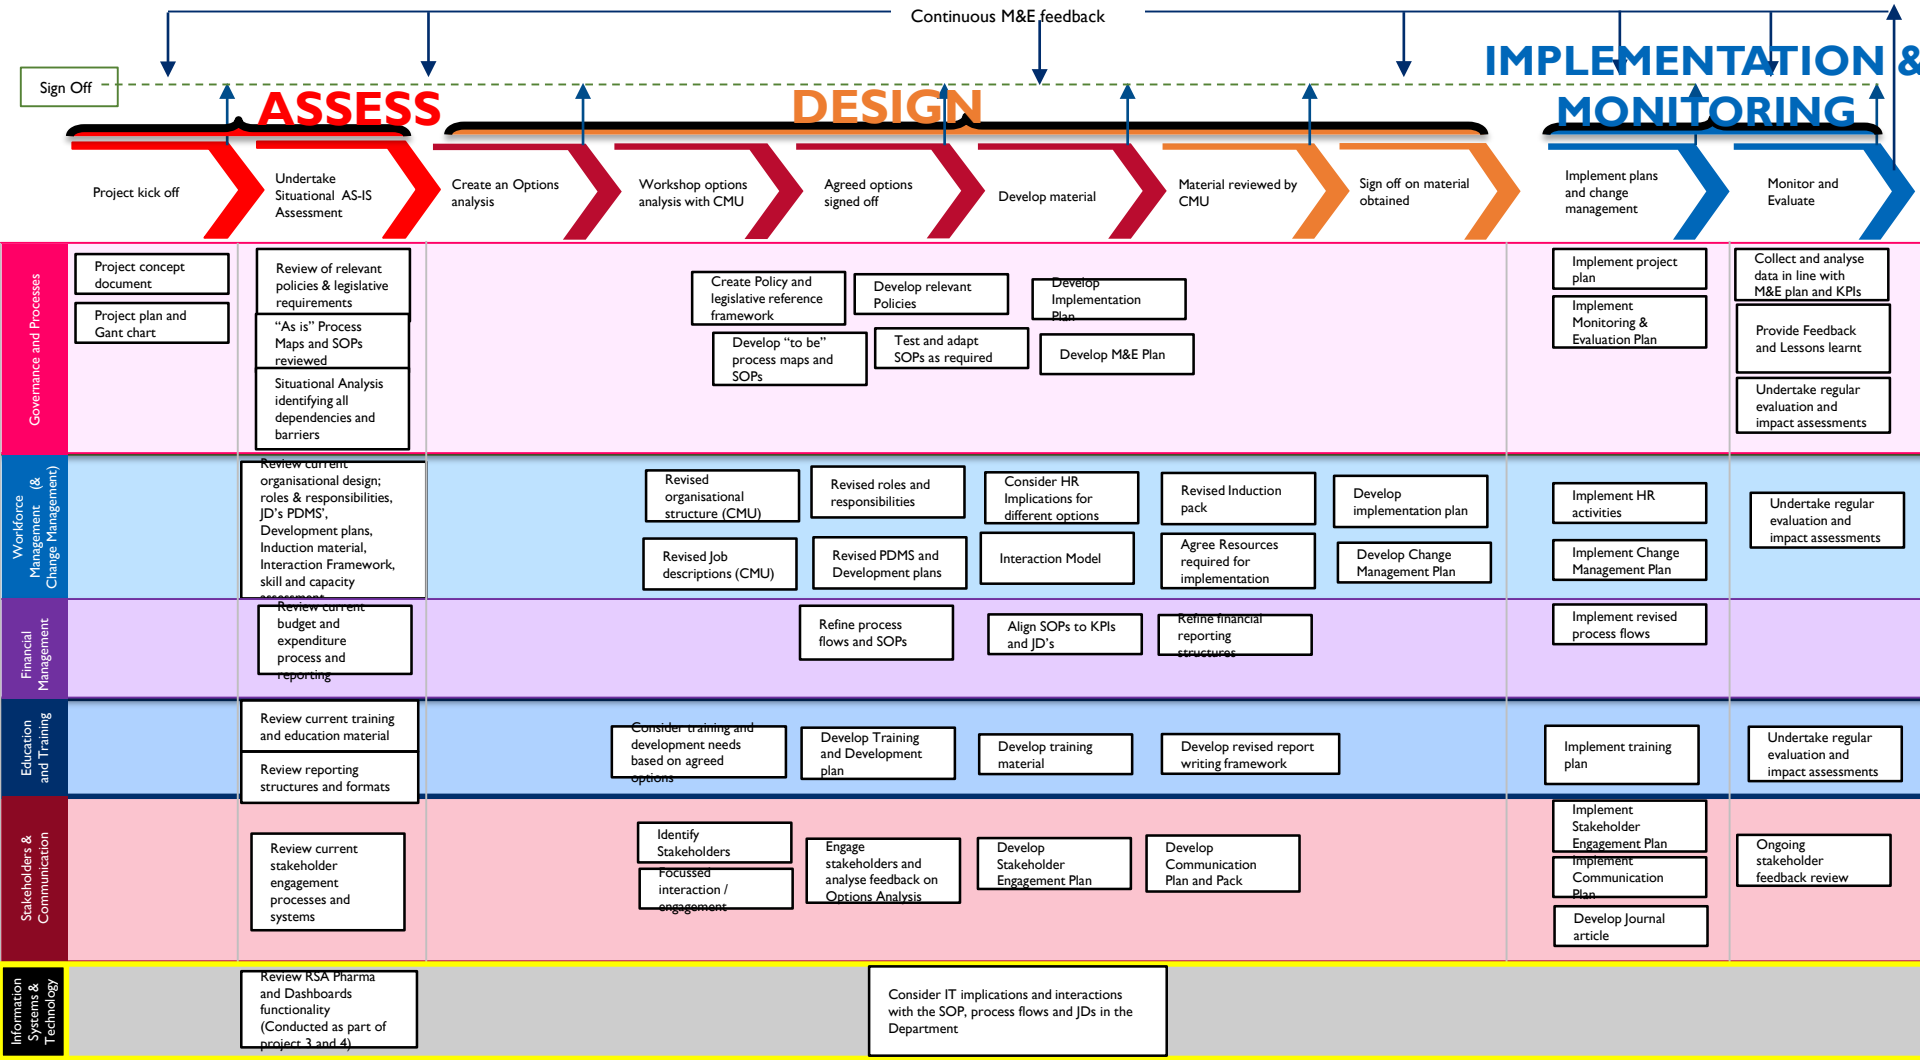 Continuous M&E feedback
IMPLEMENTATION &
MONITORING
Sign Off
ASSESS
DESIGN
Project kick off
Undertake
Situational AS-IS
Assessment
Create an Options
analysis
Workshop options
analysis with CMU
Agreed options
signed off
Develop material
Material reviewed by
CMU
Sign off on material
obtained
Implement plans
and change
management
Monitor and
Evaluate
Governance and Processes
Project concept
document
Project plan and
Gant chart
Review of relevant
policies & legislative
requirements
“As is” Process
Maps and SOPs
reviewed
Situational Analysis
identifying all
dependencies and
barriers
Create Policy and
legislative reference
framework
Develop relevant
Policies
Develop
Implementation
Plan
Develop “to be”
process maps and
SOPs
Test and adapt
SOPs as required
Develop M&E Plan
Implement project
plan
Implement
Monitoring &
Evaluation Plan
Collect and analyse
data in line with
M&E plan and KPIs
Provide Feedback
and Lessons learnt
Undertake regular
evaluation and
impact assessments
Workforce
Management (&
Change Management)
Review current
organisational design;
roles & responsibilities,
JD’s PDMS’,
Development plans,
Induction material,
Interaction Framework,
skill and capacity
assessment
Revised
organisational
structure (CMU)
Revised roles and
responsibilities
Consider HR
Implications for
different options
Revised Induction
pack
Develop
implementation plan
Revised Job
descriptions (CMU)
Revised PDMS and
Development plans
Interaction Model
Agree Resources
required for
implementation
Develop Change
Management Plan
Implement HR
activities
Implement Change
Management Plan
Undertake regular
evaluation and
impact assessments
Financial
Management
Review current
budget and
expenditure
process and
reporting
Refine process
flows and SOPs
Align SOPs to KPIs
and JD’s
Refine financial
reporting
structures
Implement revised
process flows
Education
and Training
Review current training
and education material
Review reporting
structures and formats
Consider training and
development needs
based on agreed
options
Develop Training
and Development
plan
Develop training
material
Develop revised report
writing framework
Implement training
plan
Undertake regular
evaluation and
impact assessments
Stakeholders &
Communication
Review current
stakeholder
engagement
processes and
systems
Identify
Stakeholders
Focussed
interaction /
engagement
Engage
stakeholders and
analyse feedback on
Options Analysis
Develop
Stakeholder
Engagement Plan
Develop
Communication
Plan and Pack
Implement
Stakeholder
Engagement Plan
Implement
Communication
Plan
Develop Journal
article
Ongoing
stakeholder
feedback review
Information
Systems &
Technology
Review RSA Pharma
and Dashboards
functionality
(Conducted as part of
project 3 and 4)
Consider IT implications and interactions
with the SOP, process flows and JDs in the
Department